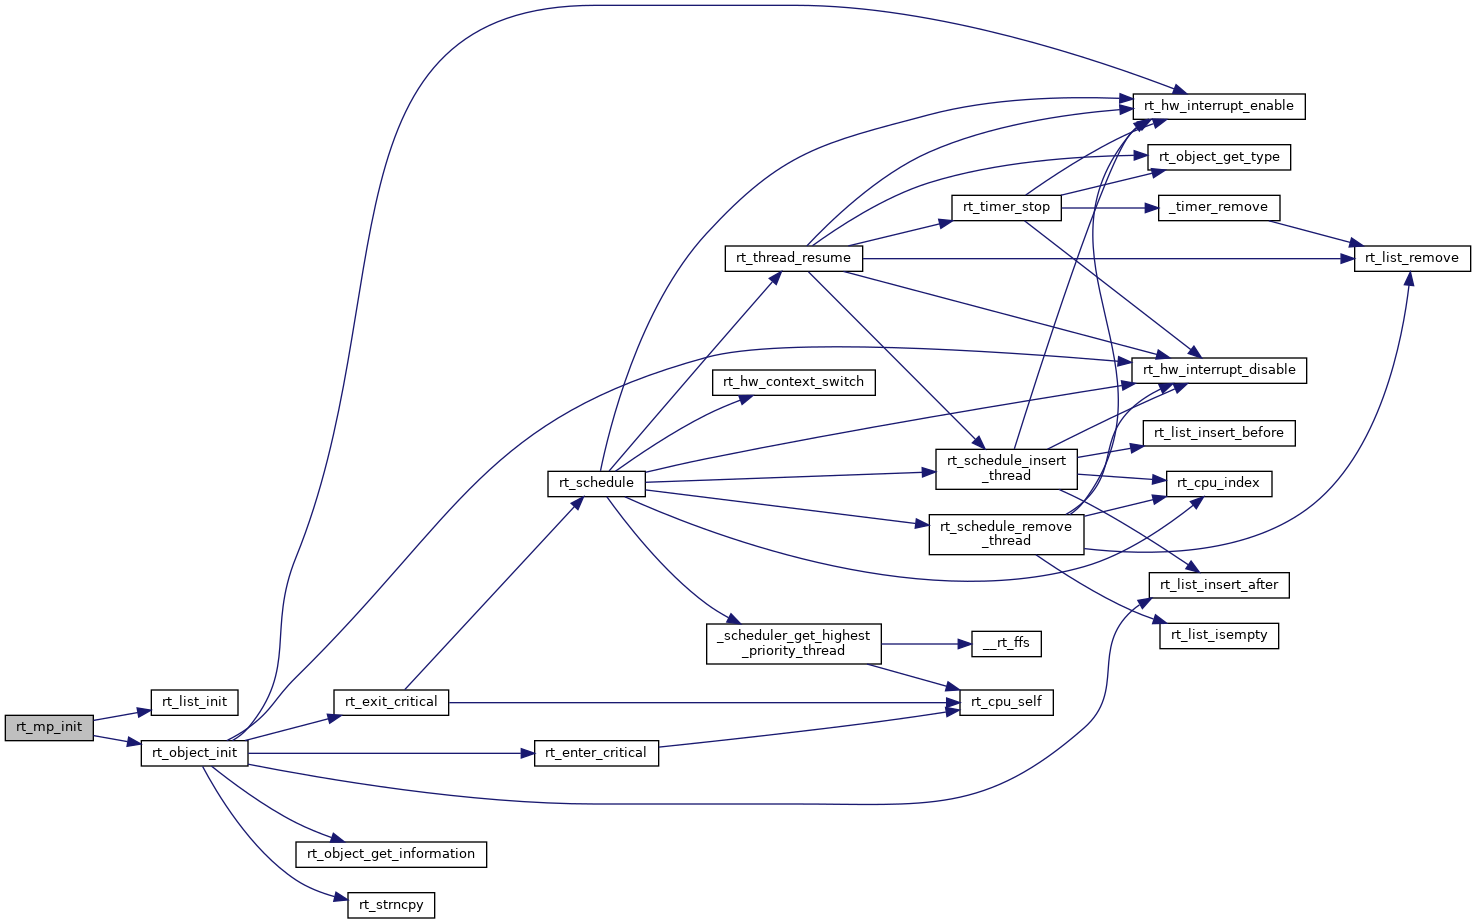 rt_hw_interrupt_enable
rt_object_get_type
rt_timer_stop
_timer_remove
rt_thread_resume
rt_list_remove
rt_hw_interrupt_disable
rt_hw_context_switch
rt_list_insert_before
rt_schedule_insert
_thread
rt_schedule
rt_cpu_index
rt_schedule_remove
_thread
rt_list_insert_after
rt_list_isempty
_scheduler_get_highest
_priority_thread
__rt_ffs
rt_list_init
rt_exit_critical
rt_cpu_self
rt_mp_init
rt_object_init
rt_enter_critical
rt_object_get_information
rt_strncpy